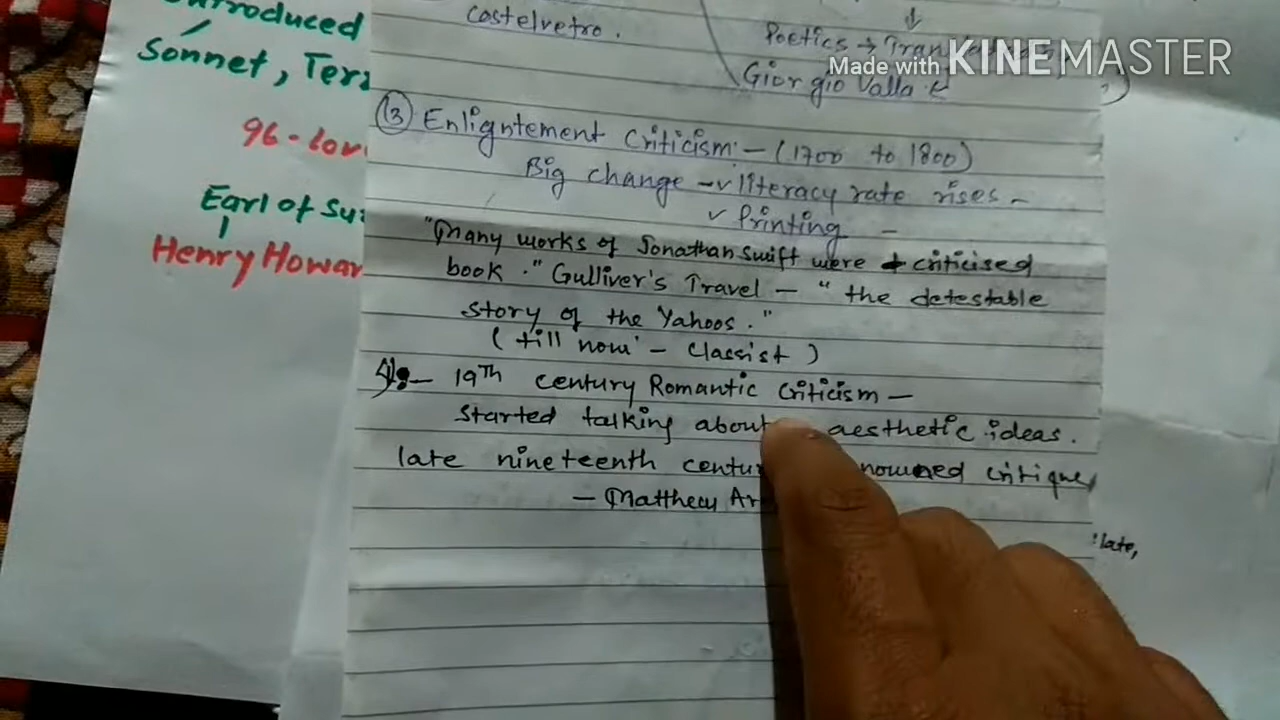 Introduced
Sonnet,
96 -
Earl of
Henry
Castelvetro.
Poetics →
Giorgio Valla
Made with KINEMASTER
(3) Enligntement Criticism - (1700 to 1800)
Big change - ✓ literacy rate rises -
✓ Printing -
"Many works of Jonathan Swift were criticised
book." Gulliver's Travel - " the detestable
story of the Yahoos."
( till now - Classist )
4:- 19th century Romantic Criticism -
started talking about aesthetic ideas.
late nineteenth critique
- Matthew
late,